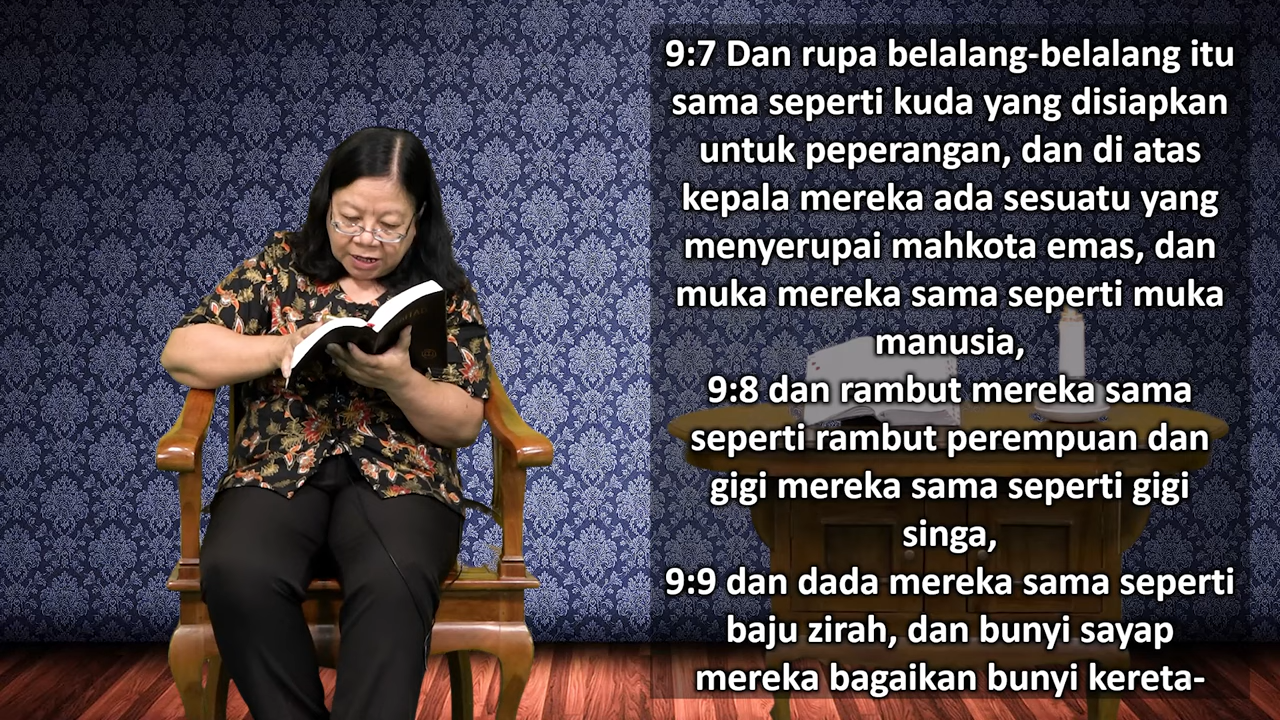 9:7 Dan rupa belalang-belalang itu
sama seperti kuda yang disiapkan
untuk peperangan, dan di atas
kepala mereka ada sesuatu yang
menyerupai mahkota emas, dan
muka mereka sama seperti muka
manusia,
9:8 dan rambut mereka sama
seperti rambut perempuan dan
gigi mereka sama seperti gigi
singa,
9:9 dan dada mereka sama seperti
baju zirah, dan bunyi sayap
mereka bagaikan bunyi kereta-